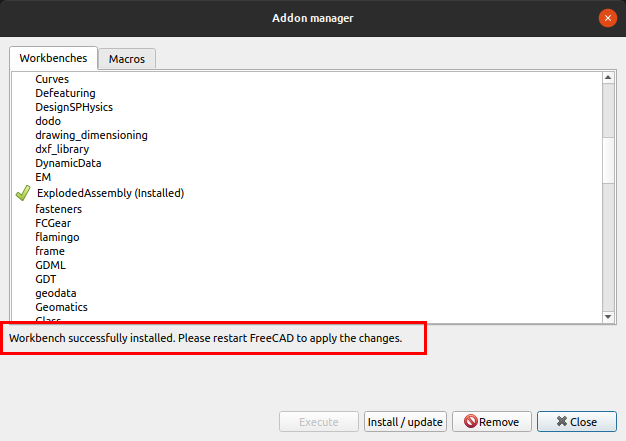 Addon manager
Workbenches
Macros
Curves
Defeaturing
DesignSPHysics
dodo
drawing_dimensioning
dxf_library
DynamicData
EM
ExplodedAssembly (Installed)
fasteners
FCGear
flamingo
frame
GDML
GDT
geodata
Geomatics
Glass
Workbench successfully installed. Please restart FreeCAD to apply the changes.
Execute
Install / update
Remove
Close